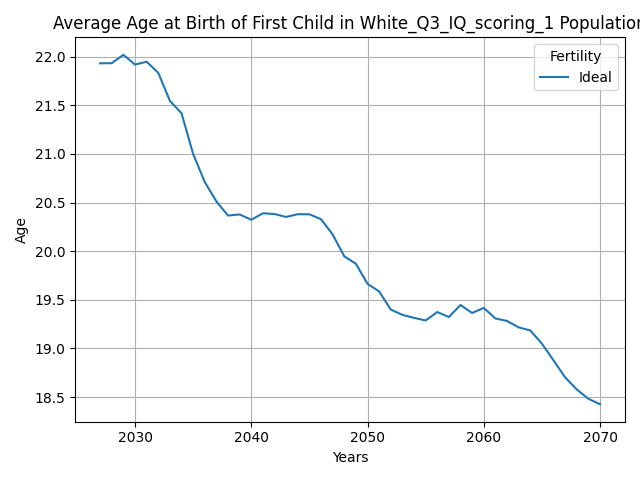 Average Age at Birth of First Child in White_Q3_IQ_scoring_1 Population
Fertility
Ideal
22.0
21.5
21.0
20.5
20.0
19.5
19.0
18.5
Age
2030 2040 2050 2060 2070
Years